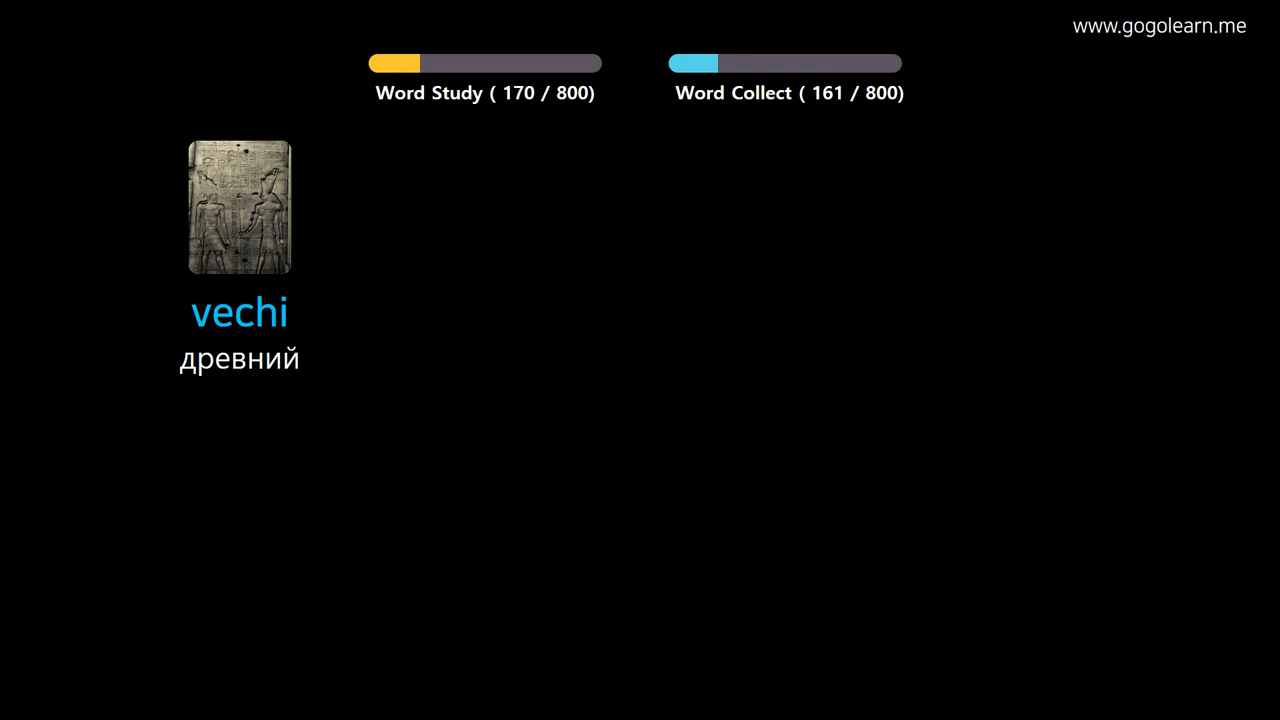 www.gogolearn.me
Word Study ( 170 / 800)
Word Collect ( 161 / 800)
vechi
древний